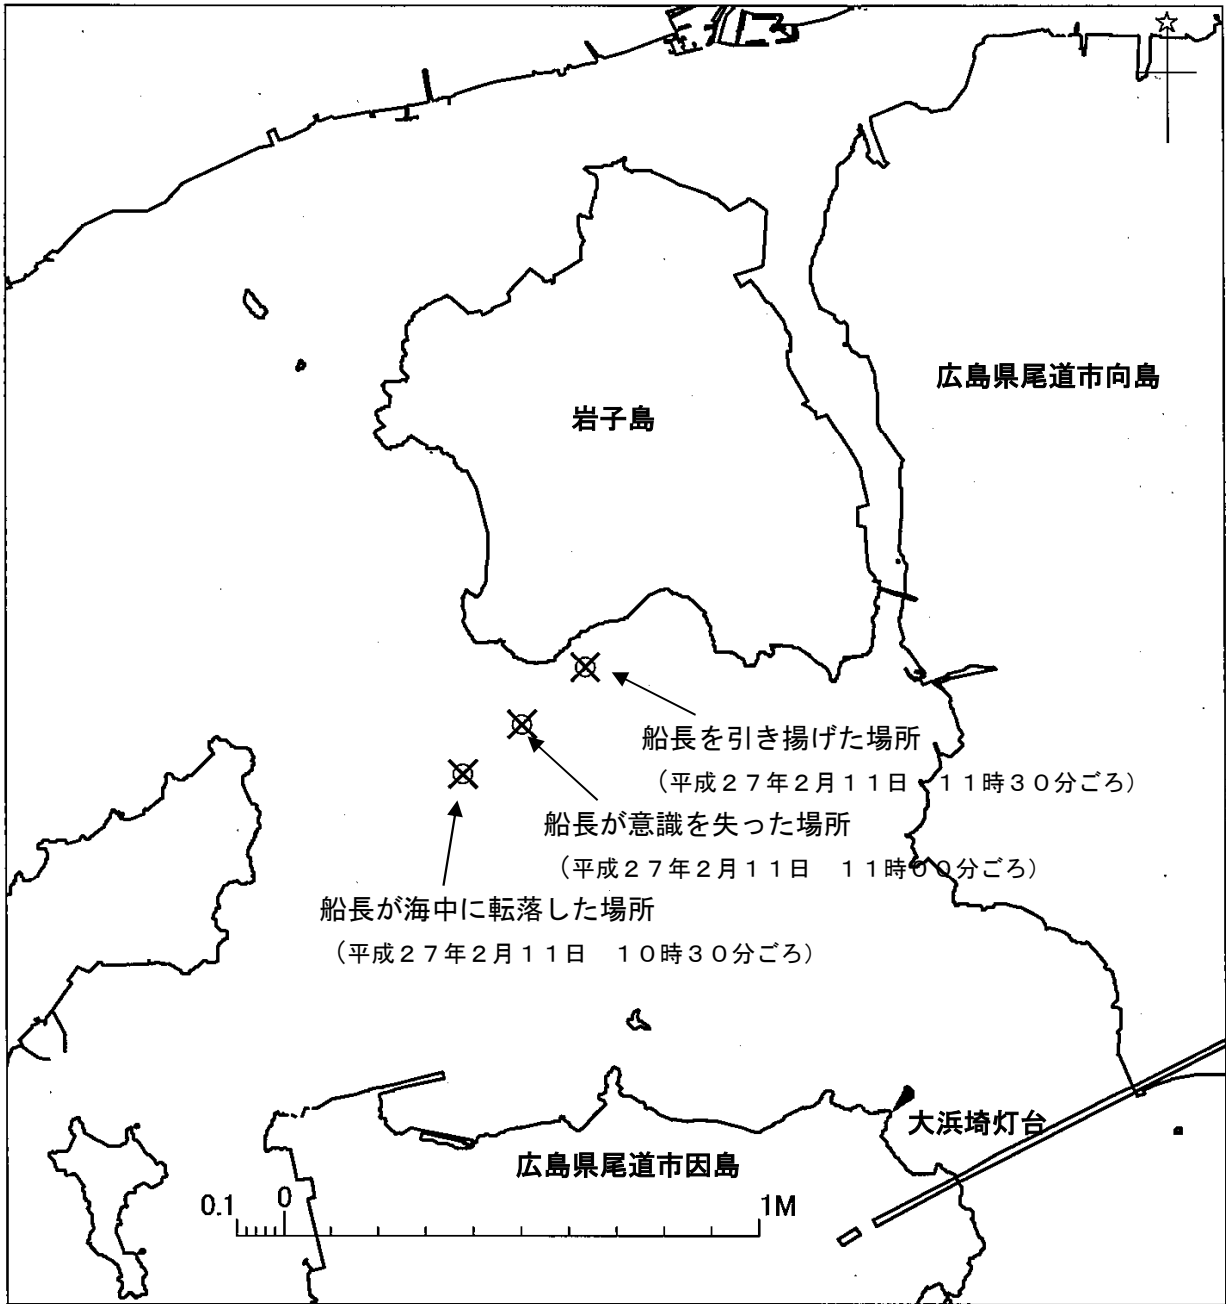 広島県尾道市向島
岩子島
船長を引き揚げた場所
(平成27年2月11日 11時30分ごろ)
船長が意識を失った場所
(平成27年2月11日 11時00分ごろ)
船長が海中に転落した場所
(平成27年2月11日 10時30分ごろ)
大浜埼灯台
広島県尾道市因島
0.1 0 1M